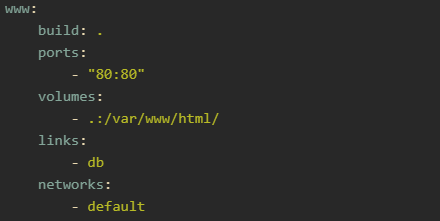 www:
    build: .
    ports:
        - "80:80"
    volumes:
        - .:/var/www/html/
    links:
        - db
    networks:
        - default